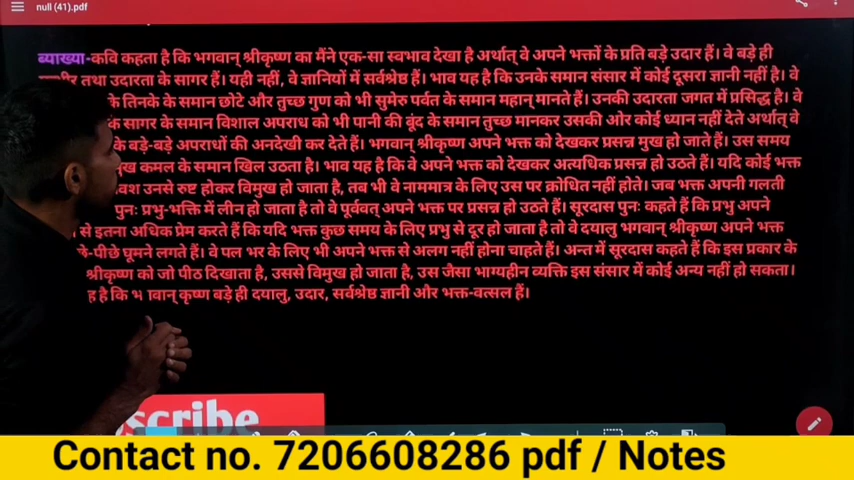 null (41).pdf
ब्याख्या-कवि कहता है कि भगवान् श्रीकृष्ण का मैंने एक-सा स्वभाव देखा है अर्थात् वे अपने भक्तों के प्रति बड़े उदार हैं। वे बड़े ही
तथा उदारता के सागर हैं। यही नहीं, वे ज्ञानियों में सर्वश्रेष्ठ हैं। भाव यह है कि उनके समान संसार में कोई दूसरा ज्ञानी नहीं है। वे
के तिनके के समान छोटे और तुच्छ गुण को भी सुमेरु पर्वत के समान महान् मानते हैं। उनकी उदारता जगत में प्रसिद्ध है। वे
के सागर के समान विशाल अपराध को भी पानी की बूंद के समान तुच्छ मानकर उसकी ओर कोई ध्यान नहीं देते अर्थात् वे
के बड़े-बड़े अपराधों की अनदेखी कर देते हैं। भगवान श्रीकृष्ण अपने भक्त को देखकर प्रसन्न मुख हो जाते हैं। उस समय
कमल के समान खिल उठता है। भाव यह है कि वे अपने भक्त को देखकर अत्यधिक प्रसन्न हो उठते हैं। यदि कोई भक्त
उनसे रुष्ट होकर विमुख हो जाता है, तब भी वे नाममात्र के लिए उस पर क्रोधित नहीं होते। जब भक्त अपनी गलती
पुनः प्रभु-भक्ति में लीन हो जाता है तो वे पूर्ववत् अपने भक्त पर प्रसन्न हो उठते हैं। सूरदास पुनः कहते हैं कि प्रभु अपने
से इतना अधिक प्रेम करते हैं कि यदि भक्त कुछ समय के लिए प्रभु से दूर हो जाता है तो वे दयालु भगवान् श्रीकृष्ण अपने भक्त
घूमने लगते हैं। वे पल भर के लिए भी अपने भक्त से अलग नहीं होना चाहते हैं। अन्त में सूरदास कहते हैं कि इस प्रकार के
श्रीकृष्ण को जो पीठ दिखाता है, उससे विमुख हो जाता है, उस जैसा भाग्यहीन व्यक्ति इस संसार में कोई अन्य नहीं हो सकता।
है कि कृष्ण बड़े ही दयालु, उदार, सर्वश्रेष्ठ ज्ञानी और भक्त-वत्सल हैं।
Contact no. 7206608286 pdf / Notes